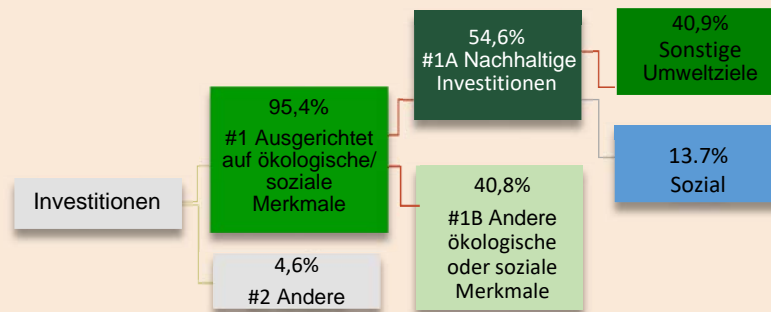 Investitionen
95,4%
#1 Ausgerichtet
auf ökologische/
soziale
Merkmale
4,6%
#2 Andere
54,6%
#1A Nachhaltige
Investitionen
40,8%
#1B Andere
ökologische
oder soziale
Merkmale
40,9%
Sonstige
Umweltziele
13.7%
Sozial